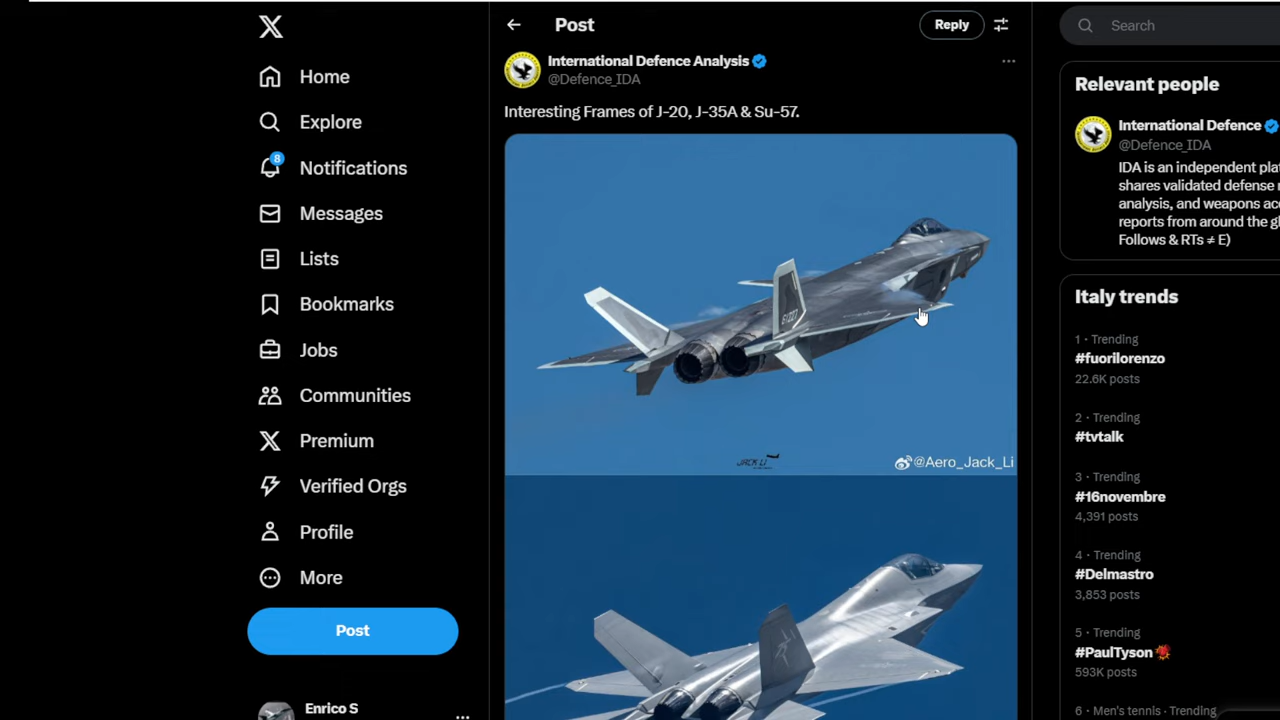 Home
Explore
8
Notifications
Messages
Lists
Bookmarks
Jobs
Communities
Premium
Verified Orgs
Profile
More
Post
Enrico S
Post
Reply
International Defence Analysis
@Defence_IDA
Interesting Frames of J-20, J-35A & Su-57.
JACK LI
@Aero_Jack_Li
Search
Relevant people
International Defence
@Defence_IDA
IDA is an independent plat
shares validated defense
analysis, and weapons acc
reports from around the
Follows & RTs ≠ E)
Italy trends
1 · Trending
#fuorilorenzo
22.6K posts
2 · Trending
#tvtalk
3 · Trending
#16novembre
4,391 posts
4 · Trending
#Delmastro
3,853 posts
5 · Trending
#PaulTyson
593K posts
6 · Men's tennis · Trending